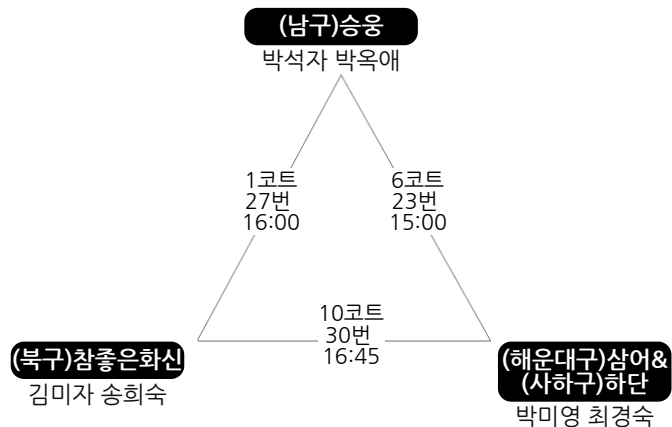 (남구)승웅
박석자 박옥애
1코트
27번
16:00
6코트
23번
15:00
10코트
30번
16:45
(북구)참좋은화신
김미자 송희숙
(해운대구)삼어&
(사하구)하단
박미영 최경숙